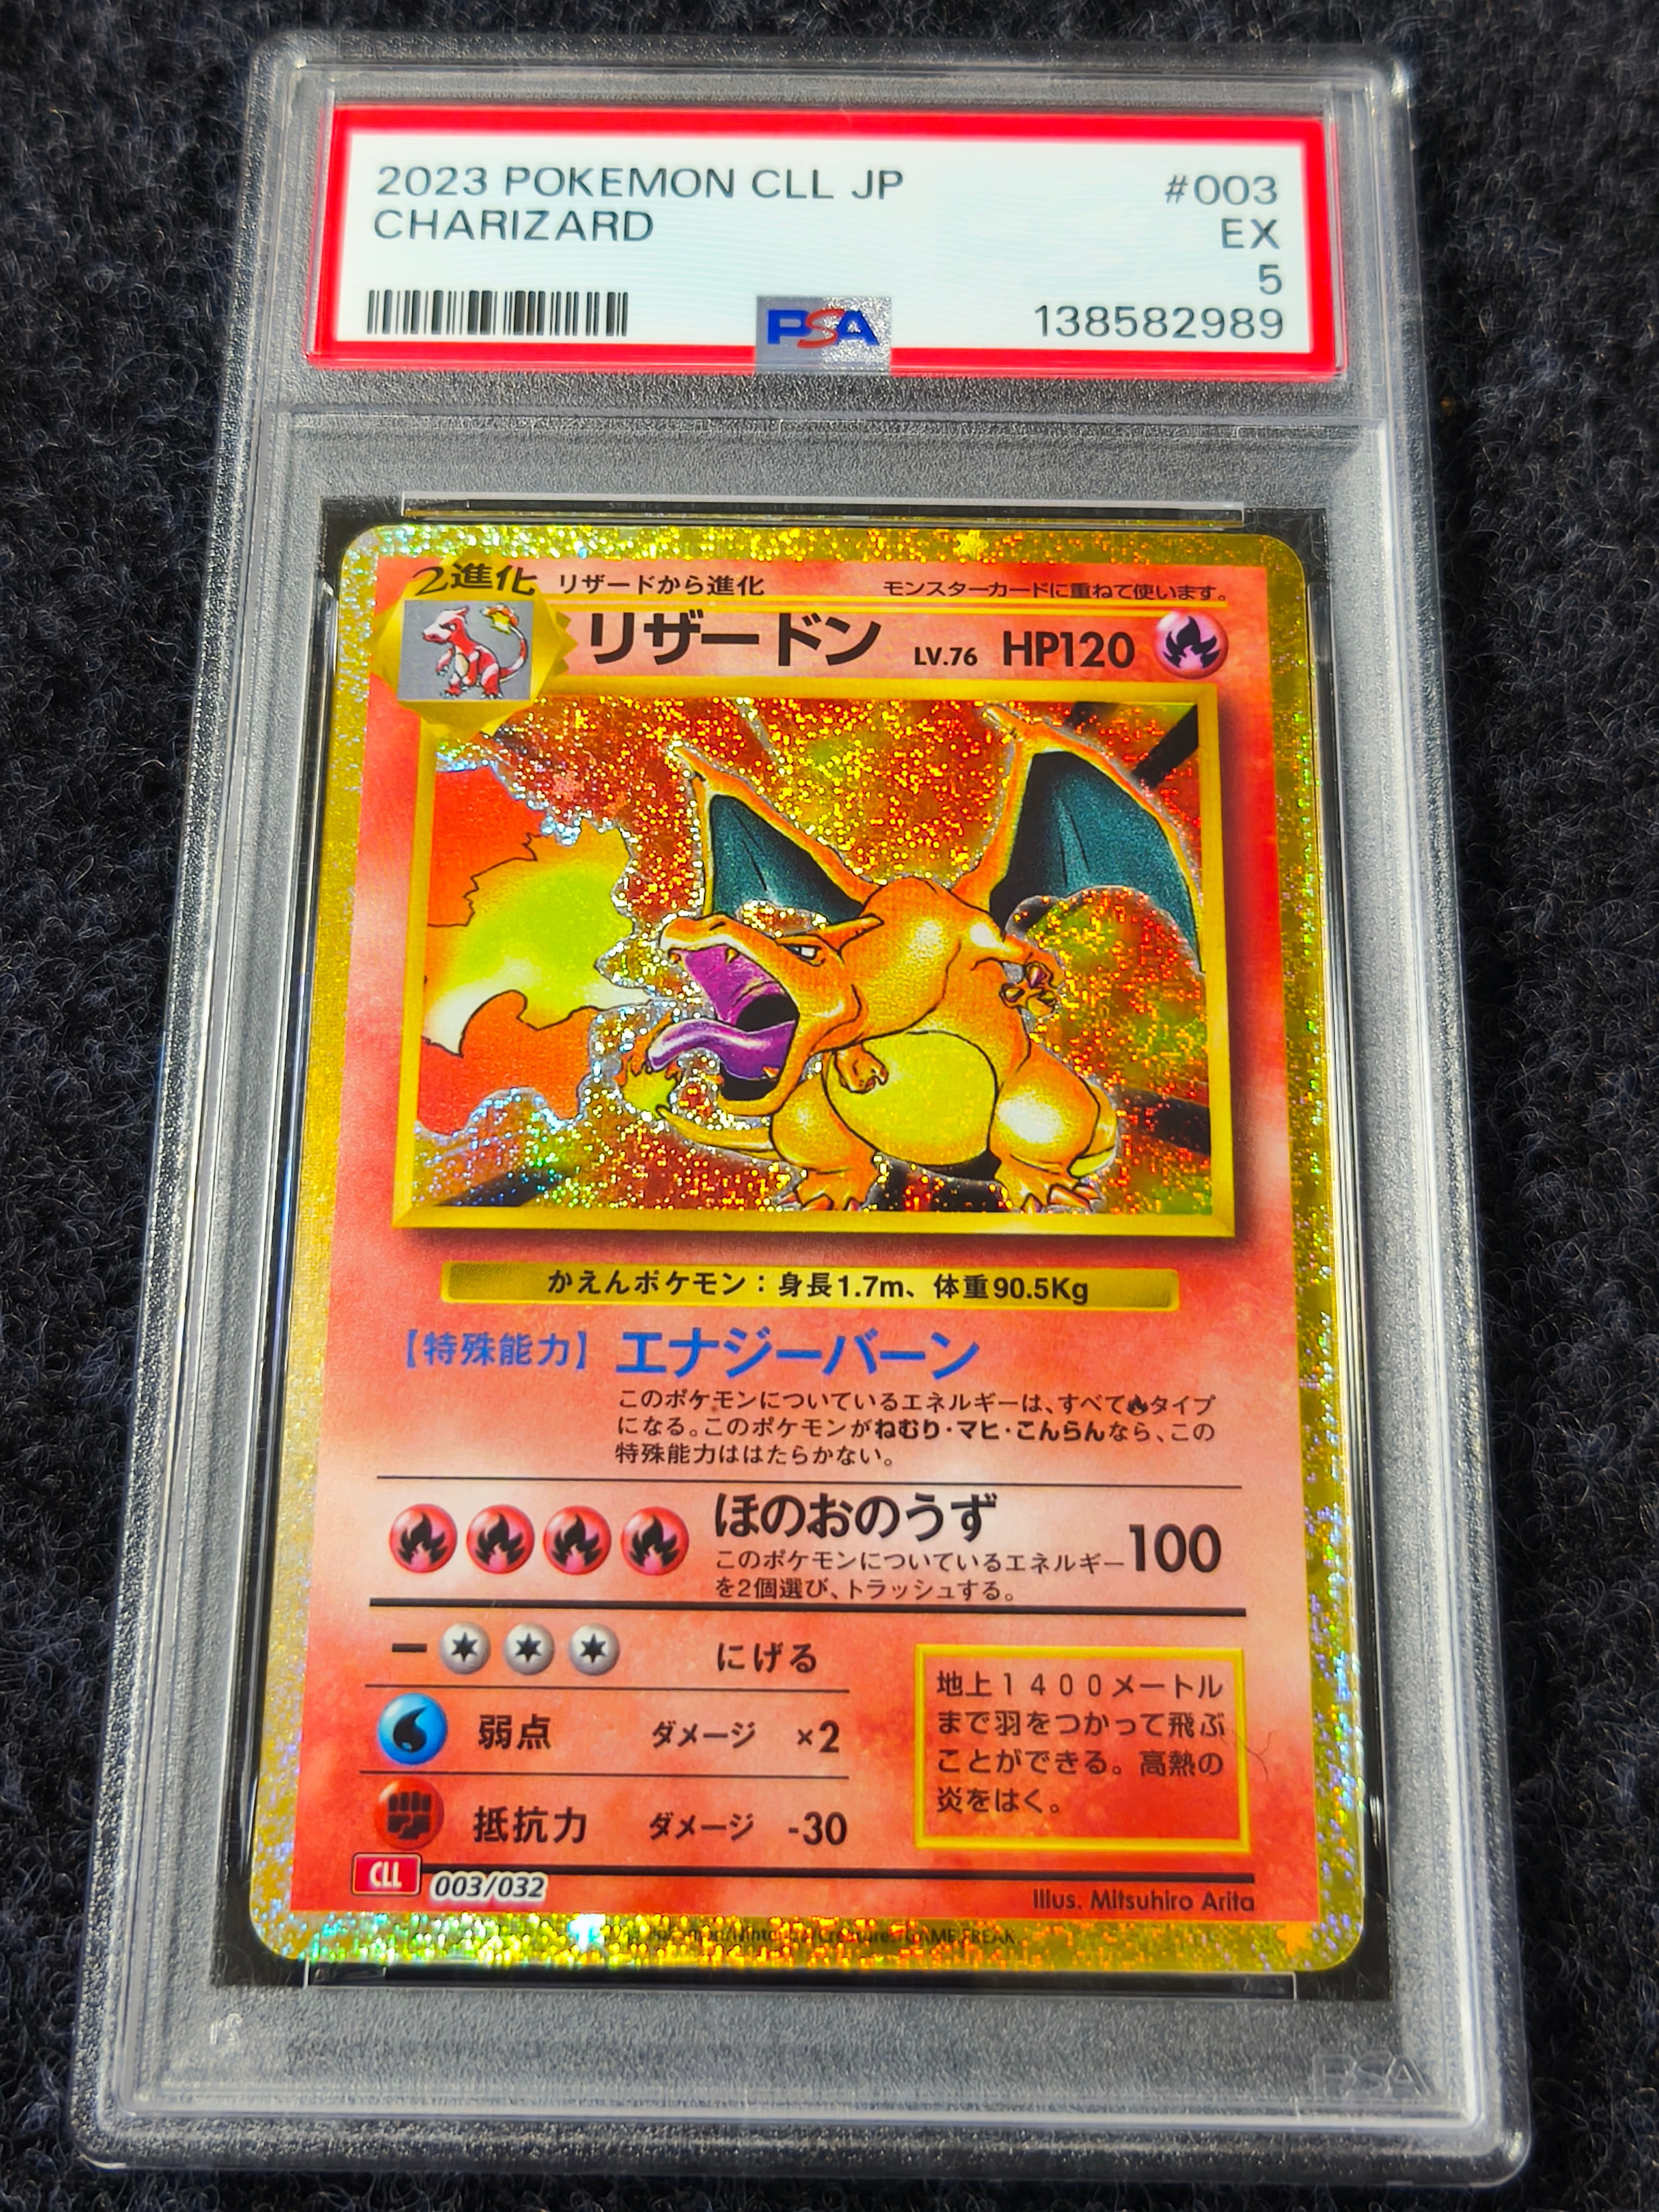 2023 POKEMON CLL JP #003
CHARIZARD EX
5
PSA 138582989
2進化 リザードから進化 モンスターカードに重ねて使います。
リザードン LV.76 HP120
かえんポケモン：身長1.7m、体重90.5Kg
【特殊能力】エナジーバーン
このポケモンについているエネルギーは、すべてタイプ
になる。このポケモンがねむり・マヒ・こんらんなら、この
特殊能力ははたらかない。
ほのおのうず 100
このポケモンについているエネルギー
を2個選び、トラッシュする。
にげる
弱点 ダメージ ×2
抵抗力 ダメージ -30
地上１４００メートル
まで羽をつかって飛ぶ
ことができる。高熱の
炎をはく。
CLL 003/032
Illus. Mitsuhiro Arita
GAME FREAK
PSA